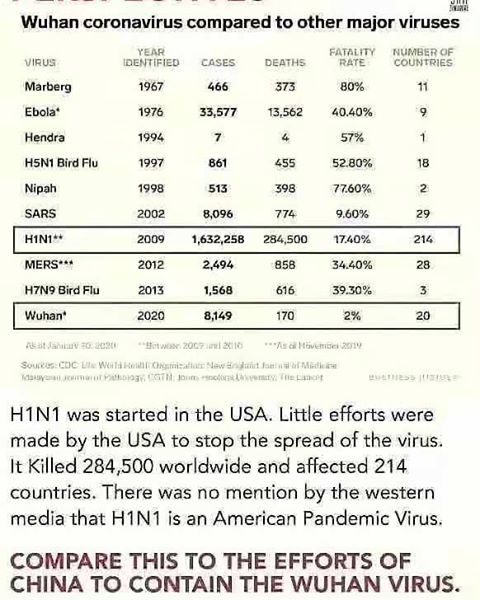 Wuhan coronavirus compared to other major viruses
VIRUS YEAR IDENTIFIED CASES DEATHS FATALITY RATE NUMBER OF COUNTRIES
Marberg 1967 466 373 80% 11
Ebola* 1976 33,577 13,562 40.40% 9
Hendra 1994 7 4 57% 1
H5N1 Bird Flu 1997 861 455 52.80% 18
Nipah 1998 513 398 77.60% 2
SARS 2002 8,096 774 9.60% 29
H1N1** 2009 1,632,258 284,500 17.40% 214
MERS*** 2012 2,494 858 34.40% 28
H7N9 Bird Flu 2013 1,568 616 39.30% 3
Wuhan* 2020 8,149 170 2% 20
*As of January 30, 2020 **Between 2009 and 2010 ***As of November 2019
Sources: CDC; World Health Organization; New England Journal of Medicine
Malaysian Journal of Pathology; CGTN; Johns Hopkins University; The Lancet BUSINESS INSIDER
H1N1 was started in the USA. Little efforts were
made by the USA to stop the spread of the virus.
It Killed 284,500 worldwide and affected 214
countries. There was no mention by the western
media that H1N1 is an American Pandemic Virus.
COMPARE THIS TO THE EFFORTS OF
CHINA TO CONTAIN THE WUHAN VIRUS.